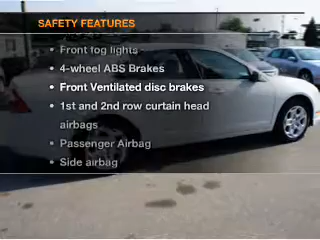 SAFETY FEATURES
• Front fog lights
• 4-wheel ABS Brakes
• Front Ventilated disc brakes
• 1st and 2nd row curtain head
airbags
• Passenger Airbag
• Side airbag